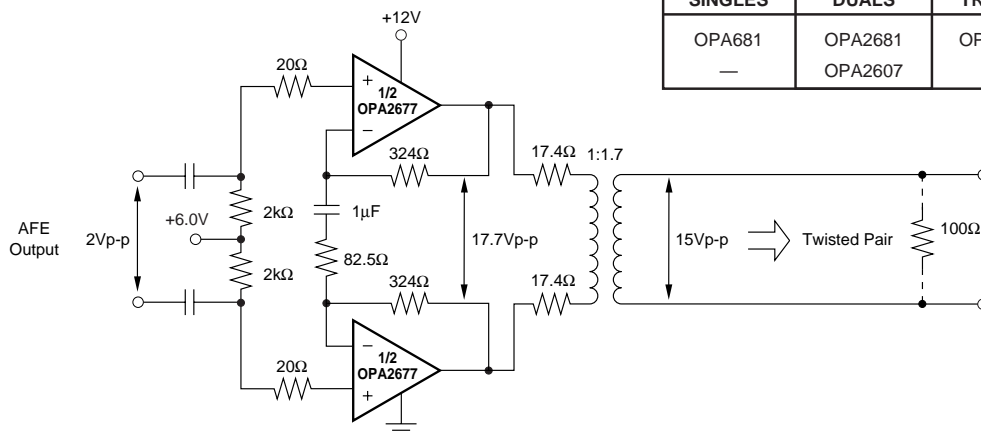 SINGLES DUALS
OPA681 OPA2681
— OPA2607
+12V
20Ω
+
1/2
OPA2677
−
324Ω
17.4Ω 1:1.7
2kΩ
1µF
+6.0V
AFE
Output
2Vp-p
17.7Vp-p
15Vp-p
Twisted Pair
100Ω
2kΩ
82.5Ω
324Ω
17.4Ω
−
1/2
OPA2677
+
20Ω